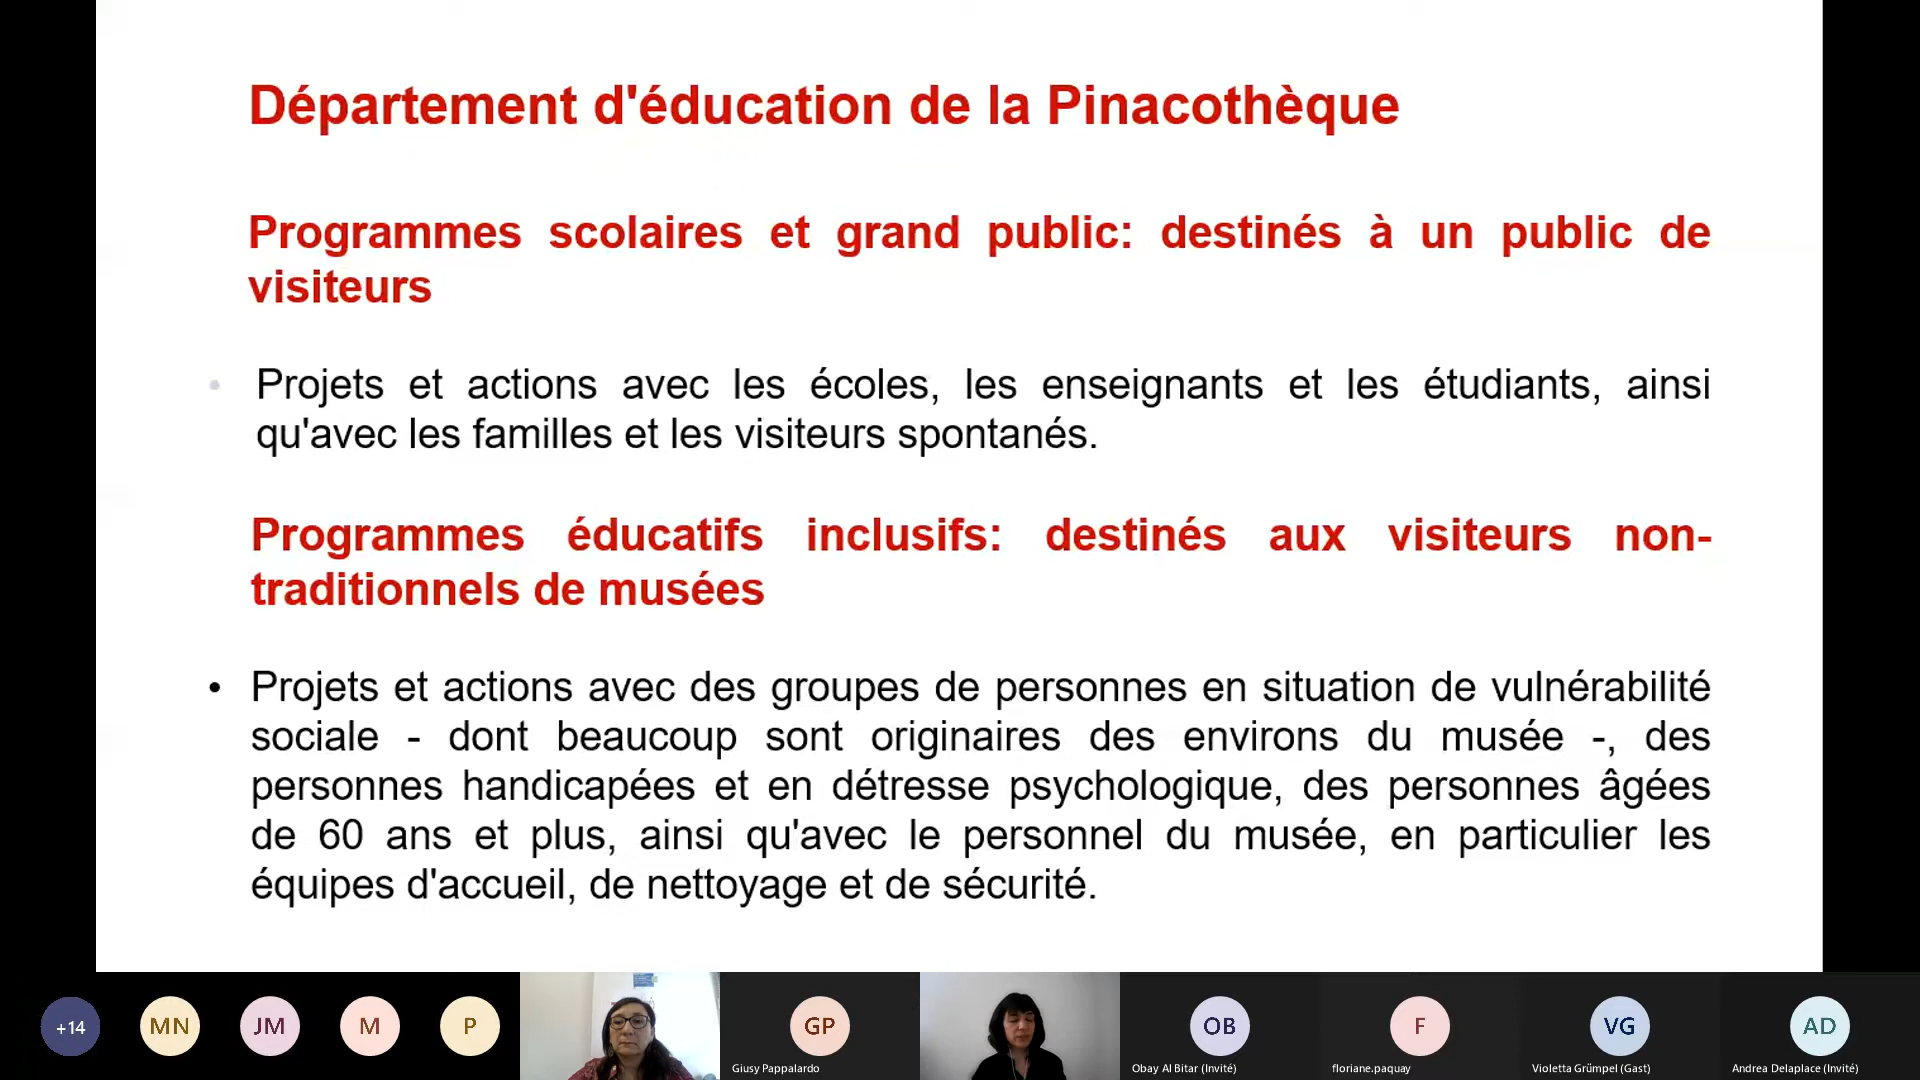 Département d'éducation de la Pinacothèque
Programmes scolaires et grand public: destinés à un public de
visiteurs
• Projets et actions avec les écoles, les enseignants et les étudiants, ainsi
qu'avec les familles et les visiteurs spontanés.
Programmes éducatifs inclusifs: destinés aux visiteurs non-
traditionnels de musées
• Projets et actions avec des groupes de personnes en situation de vulnérabilité
sociale - dont beaucoup sont originaires des environs du musée -, des
personnes handicapées et en détresse psychologique, des personnes âgées
de 60 ans et plus, ainsi qu'avec le personnel du musée, en particulier les
équipes d'accueil, de nettoyage et de sécurité.
+14 MN JM M P GP OB F VG AD
Giusy Pappalardo Obay Al Bitar (Invité) floriane.paquay Violetta Grümpel (Gast) Andrea Delaplace (Invité)